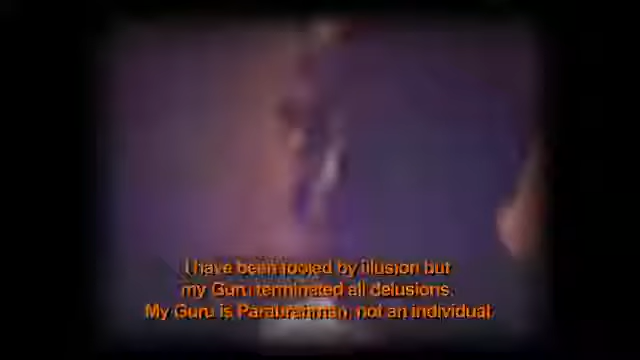 I have been fooled by illusion but
my Guru terminated all delusions.
My Guru is Parabrahman, not an individual